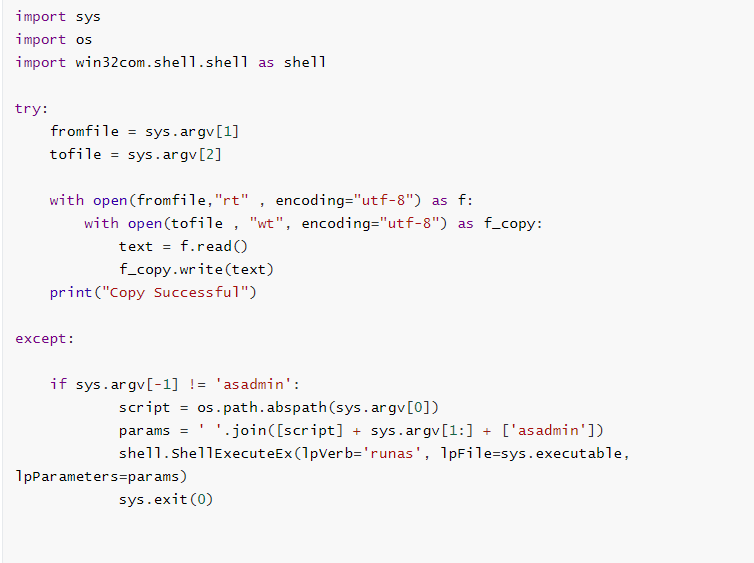 import sys
import os
import win32com.shell.shell as shell

try:
    fromfile = sys.argv[1]
    tofile = sys.argv[2]

    with open(fromfile,"rt" , encoding="utf-8") as f:
        with open(tofile , "wt", encoding="utf-8") as f_copy:
            text = f.read()
            f_copy.write(text)
    print("Copy Successful")

except:

    if sys.argv[-1] != 'asadmin':
            script = os.path.abspath(sys.argv[0])
            params = ' '.join([script] + sys.argv[1:] + ['asadmin'])
            shell.ShellExecuteEx(lpVerb='runas', lpFile=sys.executable,
lpParameters=params)
            sys.exit(0)